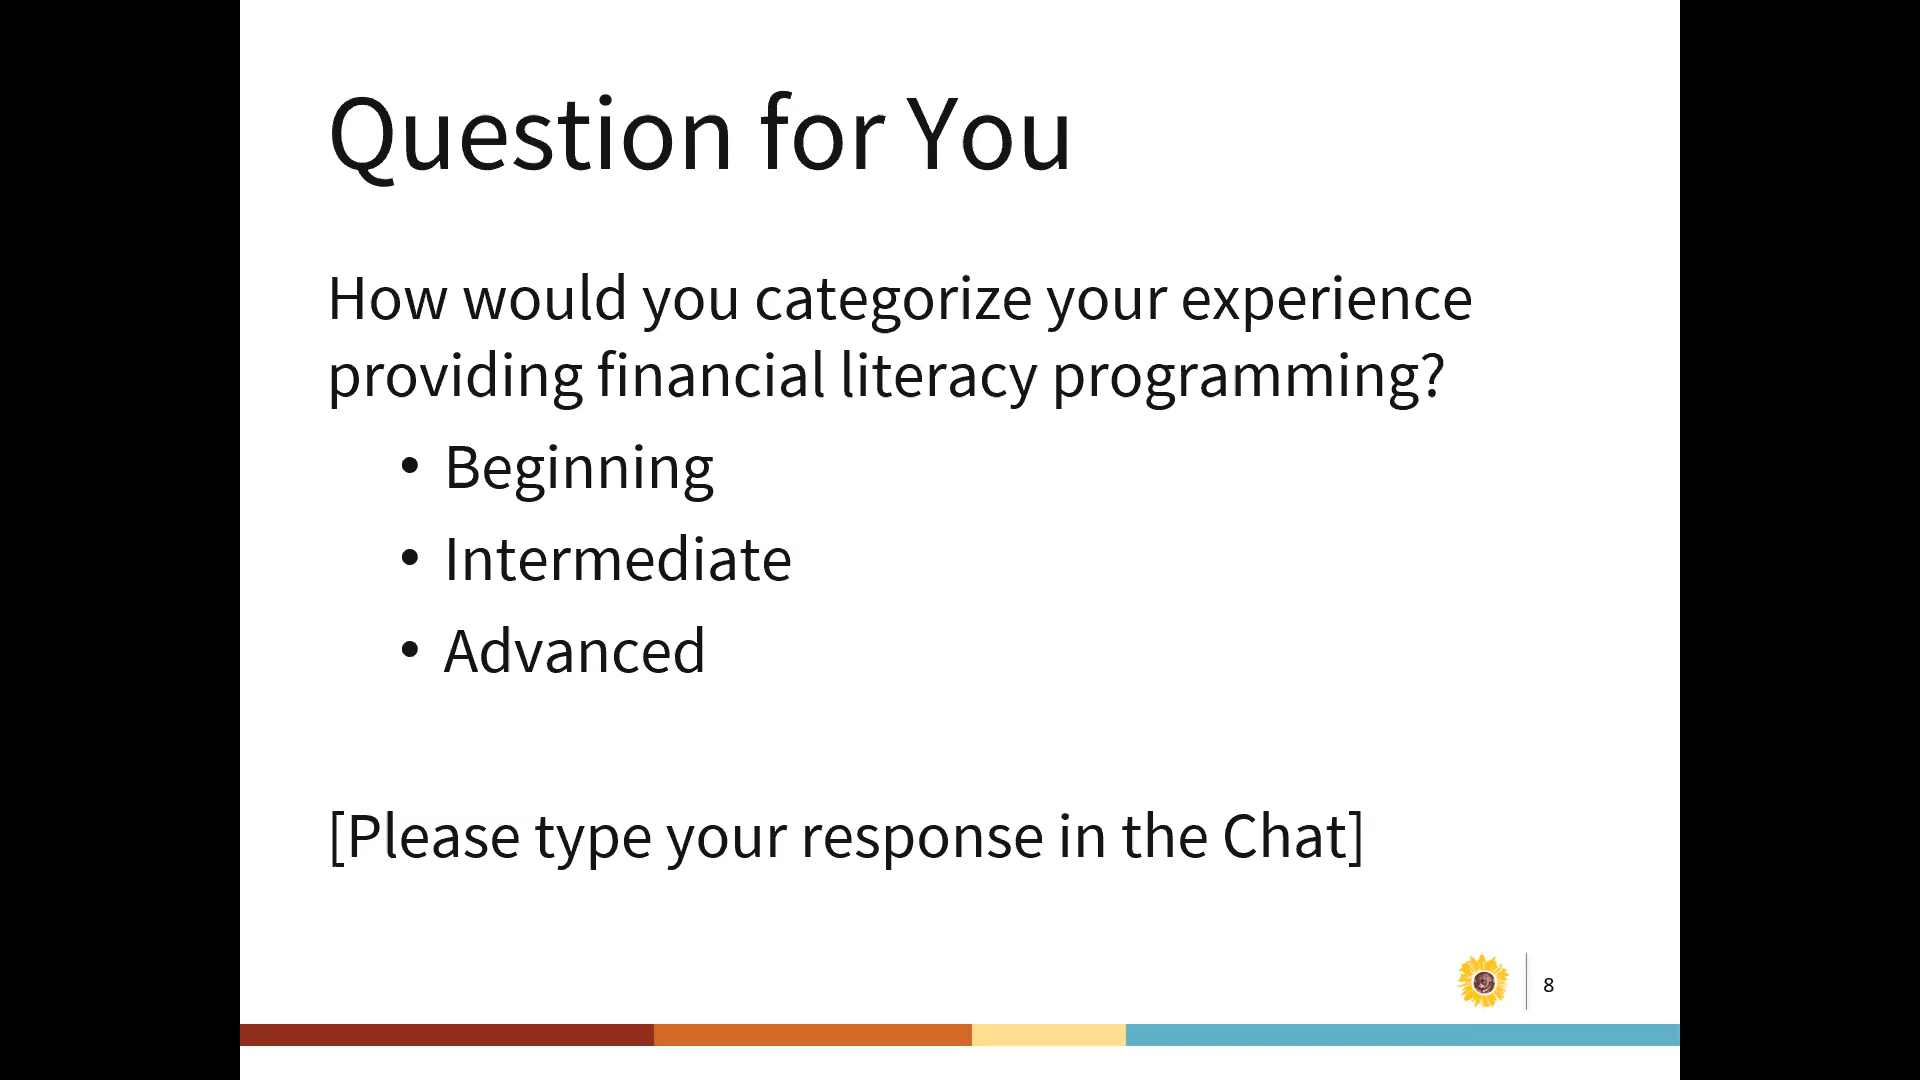 Question for You
How would you categorize your experience
providing financial literacy programming?
• Beginning
• Intermediate
• Advanced
[Please type your response in the Chat]
8